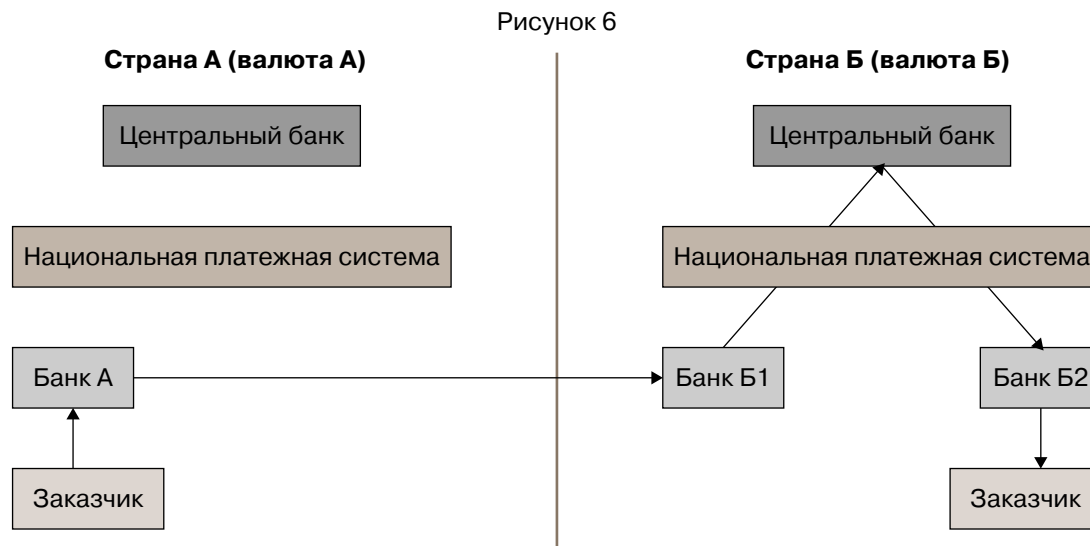 Рисунок 6
Страна А (валюта А)
Страна Б (валюта Б)
Центральный банк
Центральный банк
Национальная платежная система
Национальная платежная система
Банк А
Банк Б1
Банк Б2
Заказчик
Заказчик